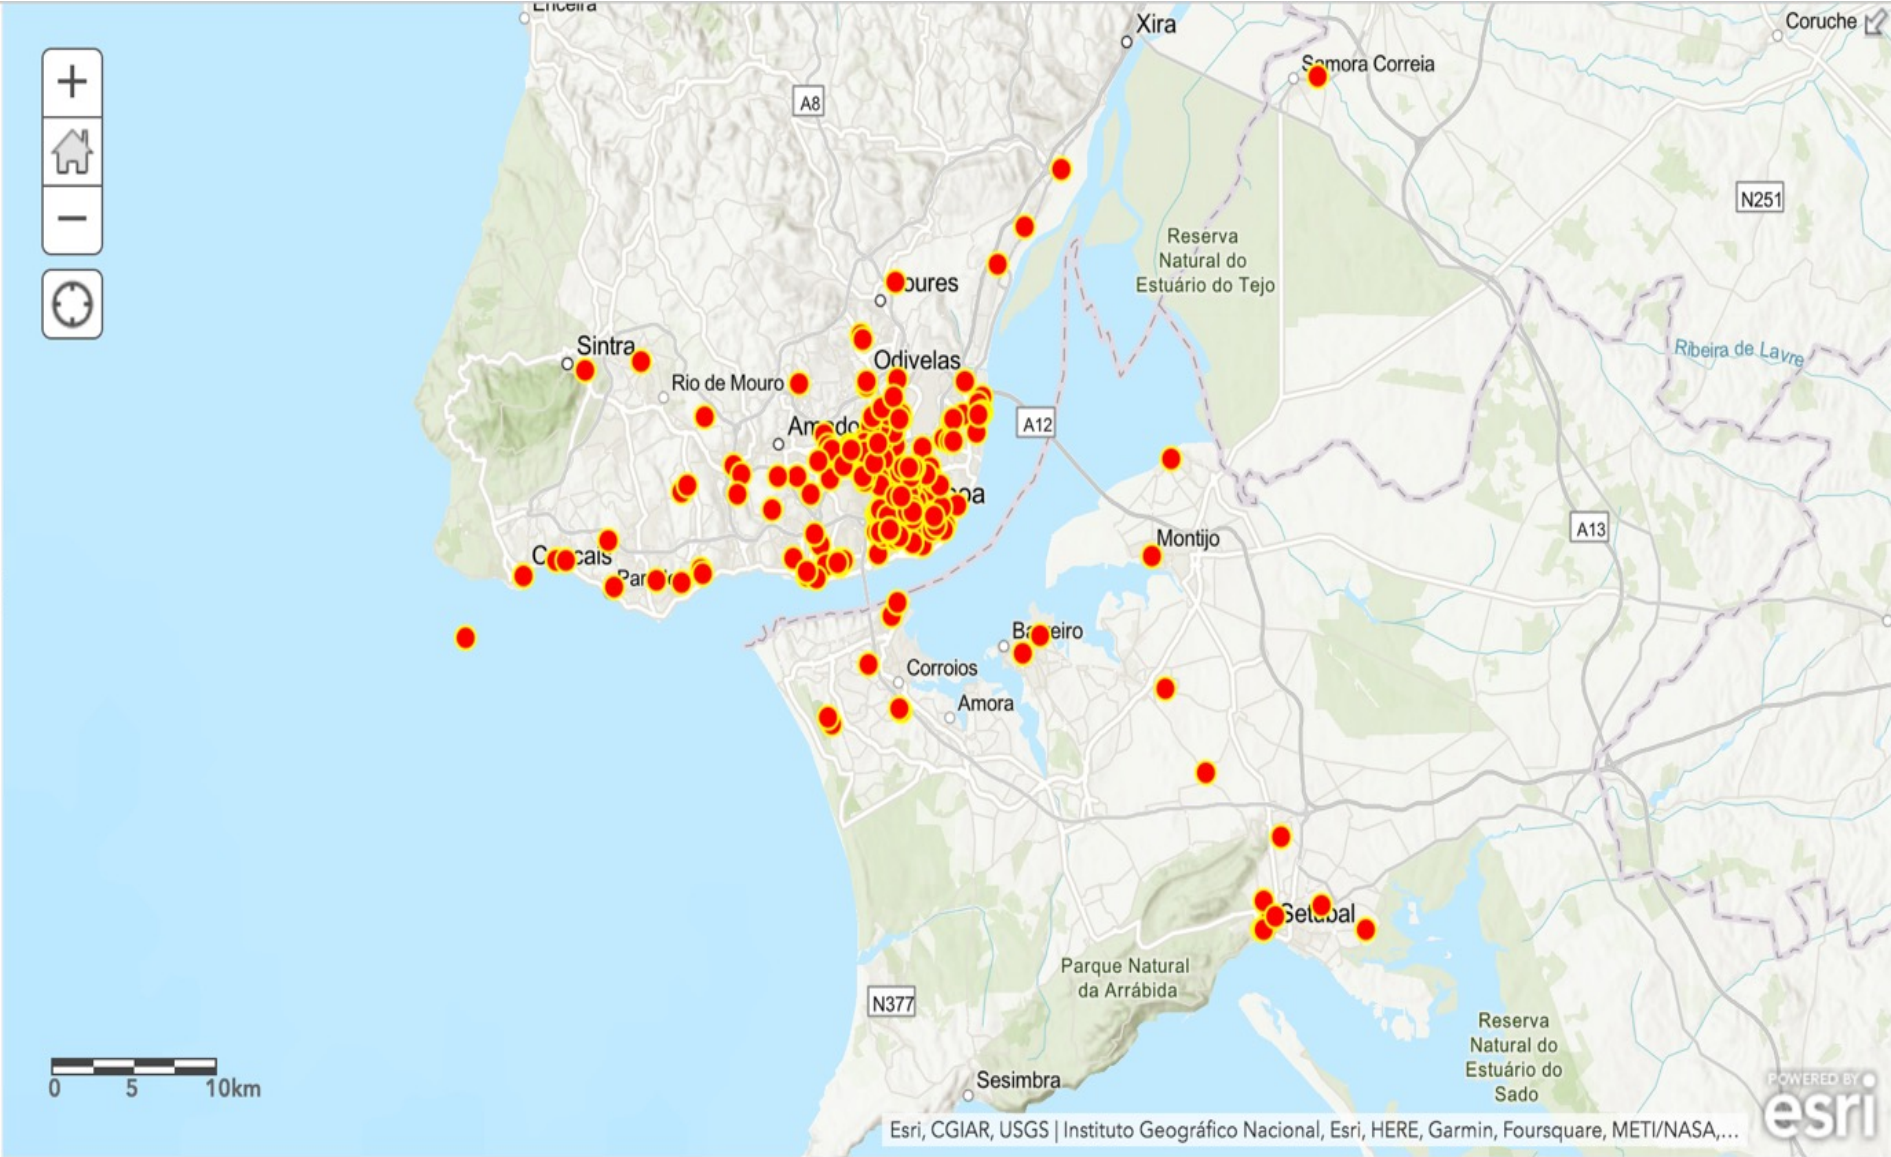 Ericeira
Xira
Coruche
Samora Correia
A8
N251
Reserva
Natural do
Estuário do Tejo
Odivelas
Sintra
Ribeira de Lavre
Rio de Mouro
A12
A13
Montijo
Corroios
Amora
Setúbal
Parque Natural
da Arrábida
N377
Reserva
Natural do
Estuário do
Sado
Sesimbra
0 5 10km
POWERED BY
esri
Esri, CGIAR, USGS | Instituto Geográfico Nacional, Esri, HERE, Garmin, Foursquare, METI/NASA,...